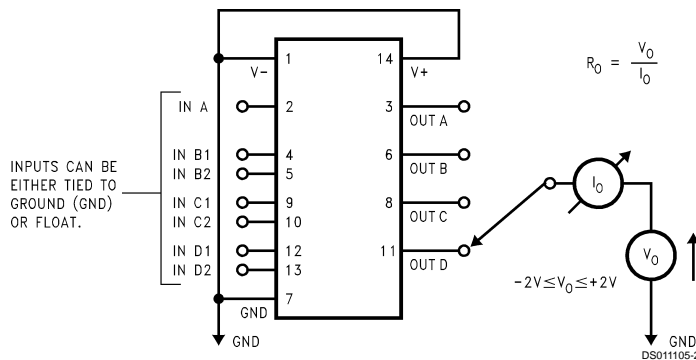 1
14
V-
V+
R_O = V_O / I_O
IN A
2
3
OUT A
IN B1
4
6
OUT B
IN B2
5
INPUTS CAN BE
EITHER TIED TO
GROUND (GND)
OR FLOAT.
IN C1
9
8
OUT C
IN C2
10
I_O
IN D1
12
11
OUT D
IN D2
13
V_O
-2V≤V_O≤+2V
7
GND
GND
GND